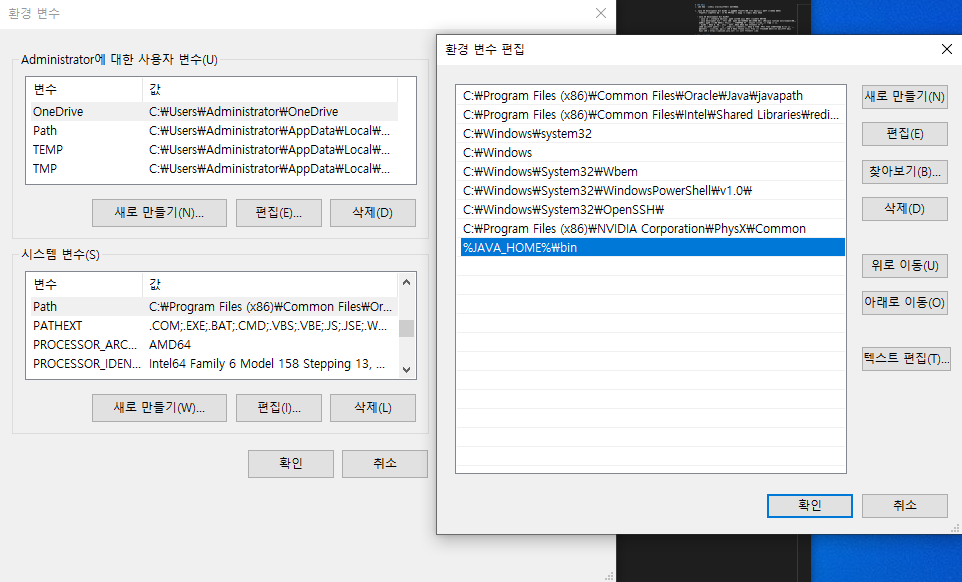 환경 변수
Administrator에 대한 사용자 변수(U)
변수 값
OneDrive C:₩Users₩Administrator₩OneDrive
Path C:₩Users₩Administrator₩AppData₩Local₩...
TEMP C:₩Users₩Administrator₩AppData₩Local₩...
TMP C:₩Users₩Administrator₩AppData₩Local₩...
새로 만들기(N)... 편집(E)... 삭제(D)
시스템 변수(S)
변수 값
Path C:₩Program Files (x86)₩Common Files₩Or...
PATHEXT .COM;.EXE;.BAT;.CMD;.VBS;.VBE;.JS;.JSE;.W...
PROCESSOR_ARC... AMD64
PROCESSOR_IDEN... Intel64 Family 6 Model 158 Stepping 13, ...
새로 만들기(W)... 편집(I)... 삭제(L)
확인 취소
환경 변수 편집
C:₩Program Files (x86)₩Common Files₩Oracle₩Java₩javapath
C:₩Program Files (x86)₩Common Files₩Intel₩Shared Libraries₩redi...
C:₩Windows₩system32
C:₩Windows
C:₩Windows₩System32₩Wbem
C:₩Windows₩System32₩WindowsPowerShell₩v1.0₩
C:₩Windows₩System32₩OpenSSH₩
C:₩Program Files (x86)₩NVIDIA Corporation₩PhysX₩Common
%JAVA_HOME%₩bin
새로 만들기(N)
편집(E)
찾아보기(B)...
삭제(D)
위로 이동(U)
아래로 이동(O)
텍스트 편집(T)...
확인 취소